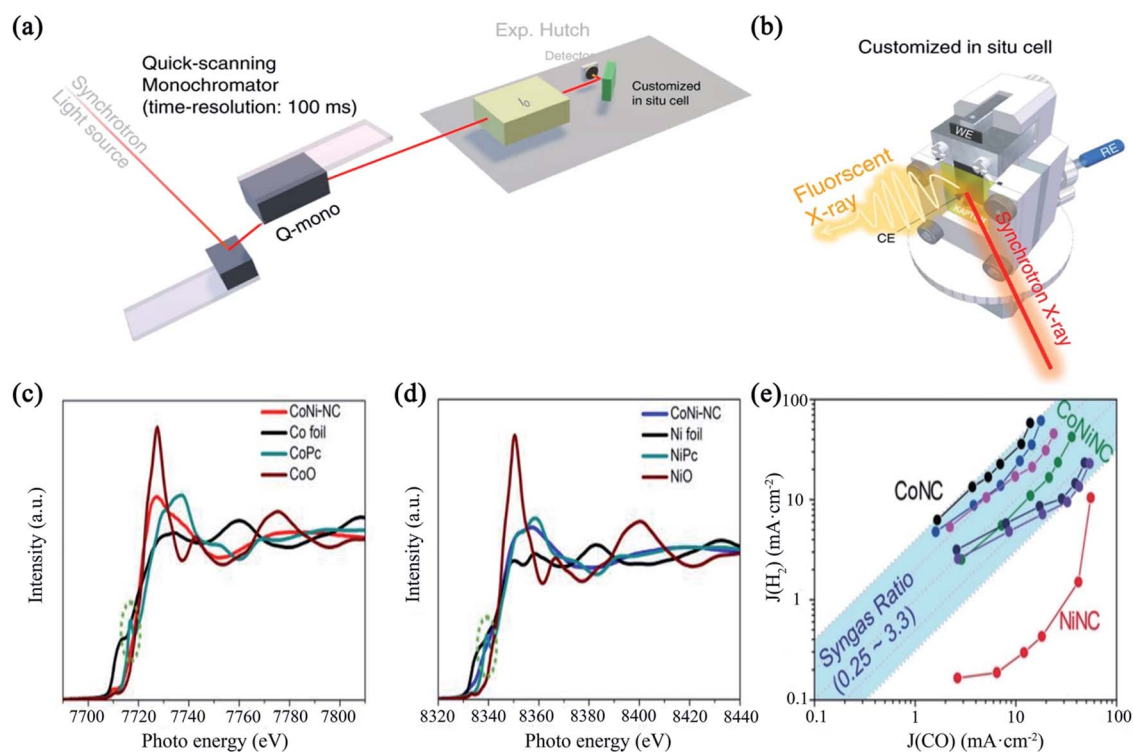 (a)
Exp. Hutch
Detector
Quick-scanning
Monochromator
(time-resolution: 100 ms)
I₀
Customized
in situ cell
Synchrotron
Light source
Q-mono
(b)
Customized in situ cell
WE
RE
Fluorscent
X-ray
KAPTON
CE
Synchrotron X-ray
(c)
CoNi-NC
Co foil
CoPc
CoO
Intensity (a.u.)
7700 7720 7740 7760 7780 7800
Photo energy (eV)
(d)
CoNi-NC
Ni foil
NiPc
NiO
Intensity (a.u.)
8320 8340 8360 8380 8400 8420 8440
Photo energy (eV)
(e)
100
10
1
0.1
J(H₂) (mA·cm⁻²)
CoNiNC
CoNC
NiNC
Syngas Ratio
(0.25 ~ 3.3)
0.1 1 10 100
J(CO) (mA·cm⁻²)